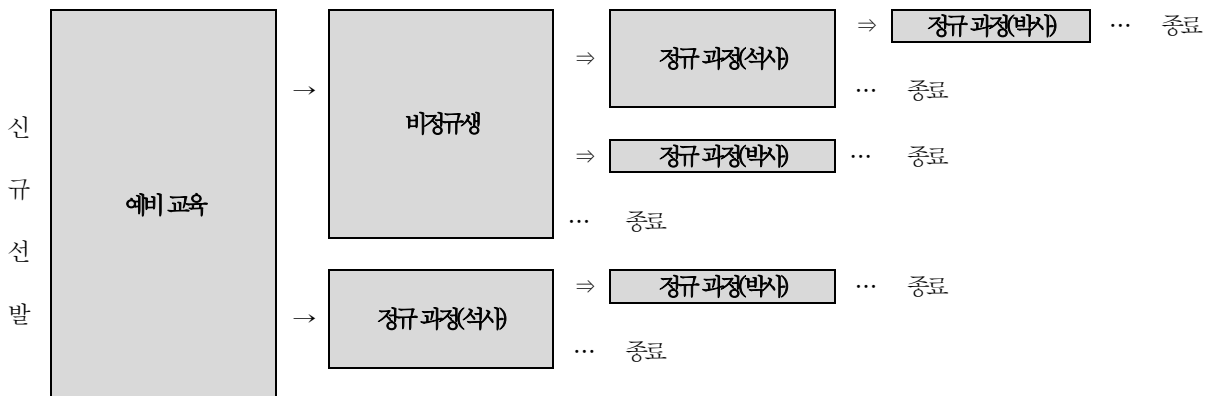 신규선발
예비 교육
→ 비정규생
⇒ 정규 과정(석사)
⇒ 정규 과정(박사) … 종료
… 종료
⇒ 정규 과정(박사) … 종료
… 종료
→ 정규 과정(석사)
⇒ 정규 과정(박사) … 종료
… 종료